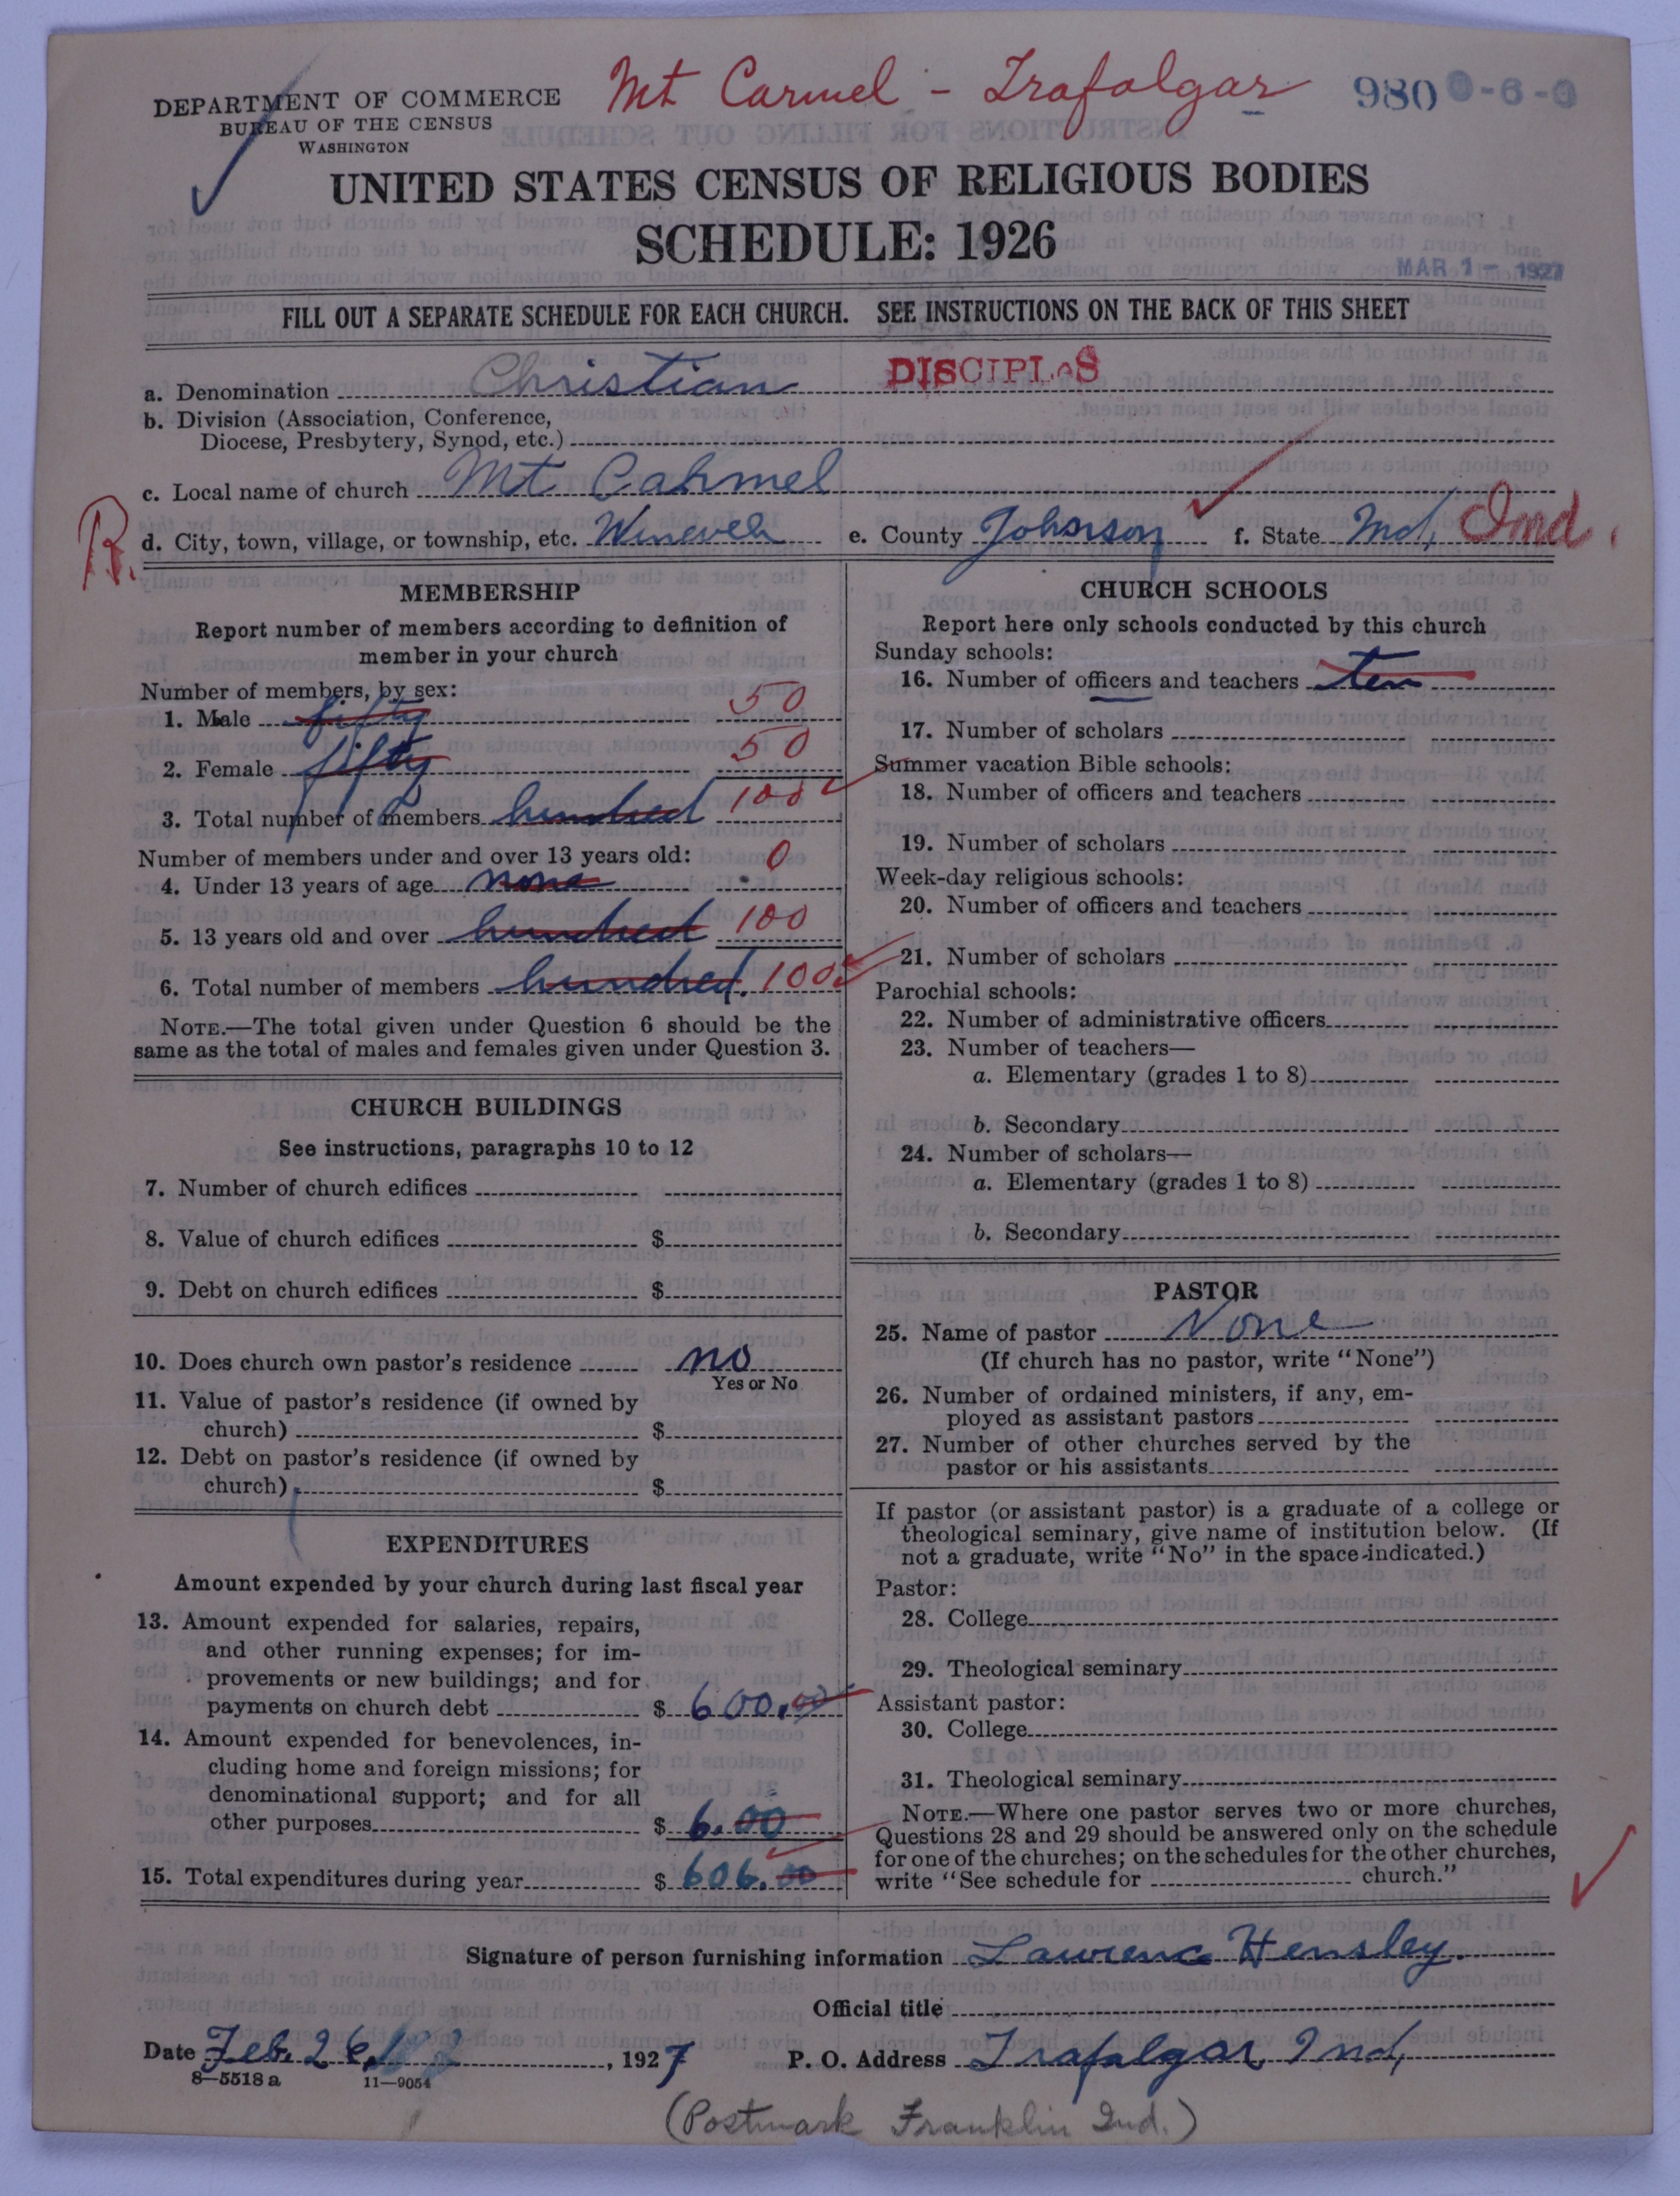 Mt Carmel - Trafalgar 980
DEPARTMENT OF COMMERCE
BUREAU OF THE CENSUS
WASHINGTON
UNITED STATES CENSUS OF RELIGIOUS BODIES
SCHEDULE: 1926
MAR 1 - 1927
FILL OUT A SEPARATE SCHEDULE FOR EACH CHURCH. SEE INSTRUCTIONS ON THE BACK OF THIS SHEET
a. Denomination Christian DISCIPLES
b. Division (Association, Conference,
Diocese, Presbytery, Synod, etc.)
c. Local name of church Mt Carmel
R. d. City, town, village, or township, etc. e. County Johnson f. State Ind, Ind.
MEMBERSHIP
Report number of members according to definition of
member in your church
Number of members, by sex:
1. Male fifty 50
2. Female fifty 50
3. Total number of members hundred 100
Number of members under and over 13 years old:
4. Under 13 years of age none 0
5. 13 years old and over hundred 100
6. Total number of members hundred. 100
NOTE.—The total given under Question 6 should be the
same as the total of males and females given under Question 3.
CHURCH BUILDINGS
See instructions, paragraphs 10 to 12
7. Number of church edifices
8. Value of church edifices $
9. Debt on church edifices $
10. Does church own pastor's residence no
Yes or No
11. Value of pastor's residence (if owned by
church) $
12. Debt on pastor's residence (if owned by
church) $
EXPENDITURES
Amount expended by your church during last fiscal year
13. Amount expended for salaries, repairs,
and other running expenses; for im-
provements or new buildings; and for
payments on church debt $ 600.00
14. Amount expended for benevolences, in-
cluding home and foreign missions; for
denominational support; and for all
other purposes $ 6.00
15. Total expenditures during year $ 606.00
CHURCH SCHOOLS
Report here only schools conducted by this church
Sunday schools:
16. Number of officers and teachers ten
17. Number of scholars
Summer vacation Bible schools:
18. Number of officers and teachers
19. Number of scholars
Week-day religious schools:
20. Number of officers and teachers
21. Number of scholars
Parochial schools:
22. Number of administrative officers
23. Number of teachers—
a. Elementary (grades 1 to 8)
b. Secondary
24. Number of scholars—
a. Elementary (grades 1 to 8)
b. Secondary
PASTOR
25. Name of pastor None
(If church has no pastor, write "None")
26. Number of ordained ministers, if any, em-
ployed as assistant pastors
27. Number of other churches served by the
pastor or his assistants
If pastor (or assistant pastor) is a graduate of a college or
theological seminary, give name of institution below. (If
not a graduate, write "No" in the space indicated.)
Pastor:
28. College
29. Theological seminary
Assistant pastor:
30. College
31. Theological seminary
NOTE.—Where one pastor serves two or more churches,
Questions 28 and 29 should be answered only on the schedule
for one of the churches; on the schedules for the other churches,
write "See schedule for church."
Signature of person furnishing information Lawrence Hensley.
Official title
Date Feb. 26, 1927 P. O. Address Trafalgar, Ind,
8—5518 a 11—9054
(Postmark Franklin Ind.)